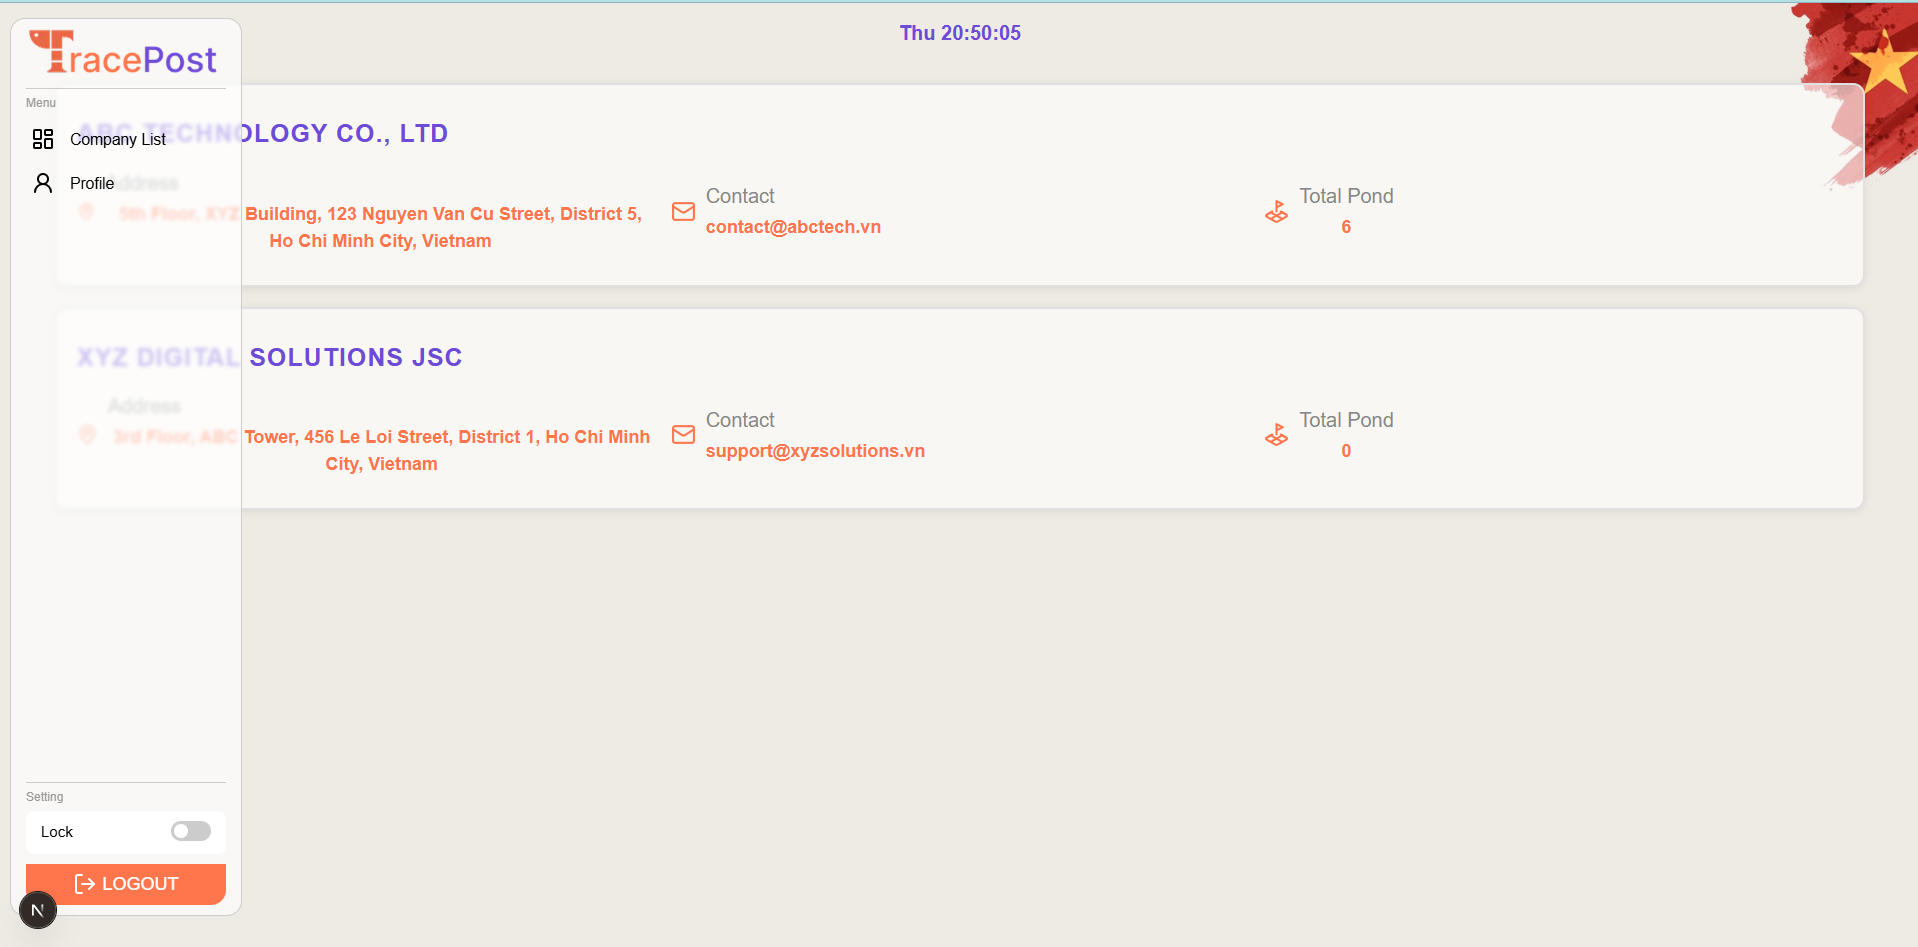 TracePost
Thu 20:50:05
Menu
Company List
Profile
ABC TECHNOLOGY CO., LTD
Address
5th Floor, XYZ Building, 123 Nguyen Van Cu Street, District 5,
Ho Chi Minh City, Vietnam
Contact
contact@abctech.vn
Total Pond
6
XYZ DIGITAL SOLUTIONS JSC
Address
3rd Floor, ABC Tower, 456 Le Loi Street, District 1, Ho Chi Minh
City, Vietnam
Contact
support@xyzsolutions.vn
Total Pond
0
Setting
Lock
LOGOUT
N